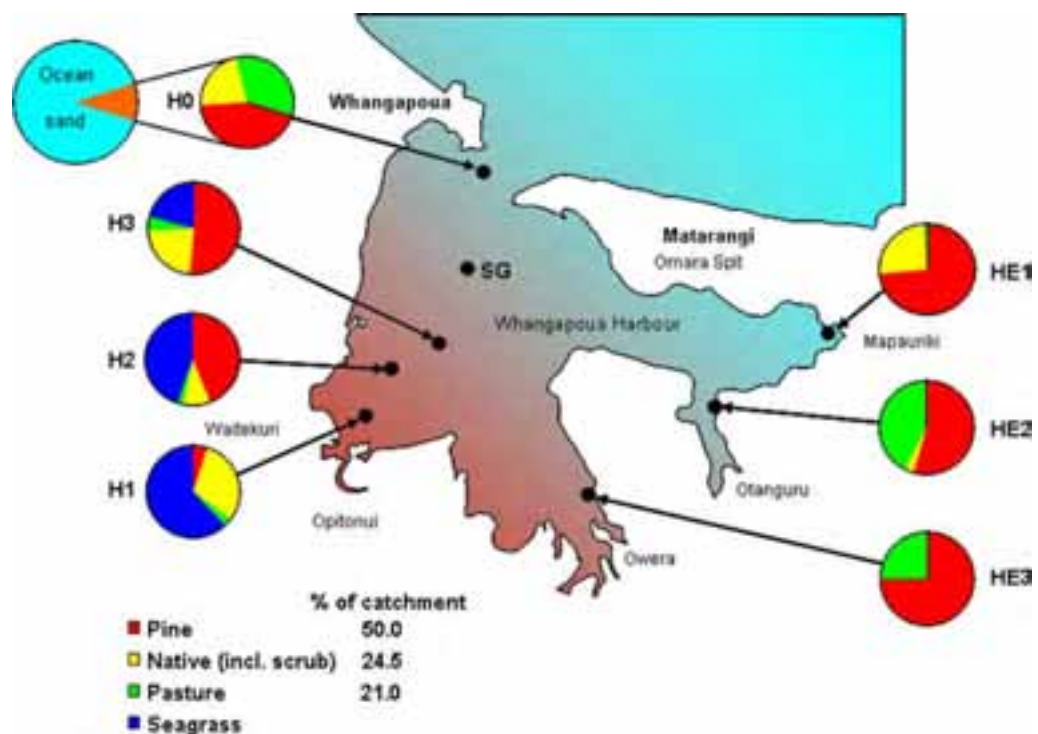 Ocean
sand
H0
Whangapoua
H3
Matarangi
Omara Spit
HE1
SG
Whangapoua Harbour
Mapauriki
H2
Waitekuri
HE2
H1
Otanguru
Opitonui
Owera
HE3
% of catchment
Pine 50.0
Native (incl. scrub) 24.5
Pasture 21.0
Seagrass